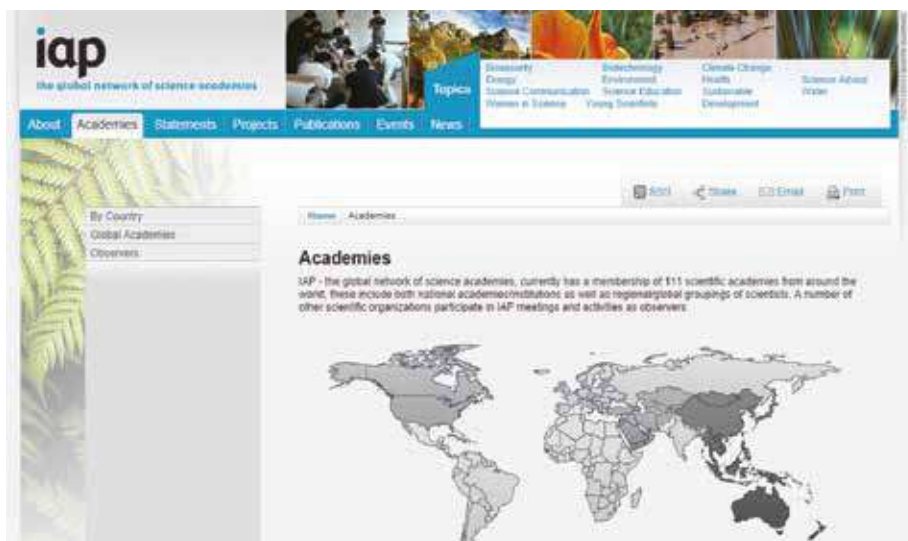 iap
the global network of science academies
Topics
Biosecurity Biotechnology Climate Change
Energy Environment Health Science Advice
Science Communication Science Education Sustainable Water
Women in Science Young Scientists Development
About Academies Statements Projects Publications Events News
RSS Share Email Print
By Country
Global Academies
Observers
Home Academies
Academies
IAP - the global network of science academies, currently has a membership of 111 scientific academies from around the
world, these include both national academies/institutions as well as regional/global groupings of scientists. A number of
other scientific organizations participate in IAP meetings and activities as observers